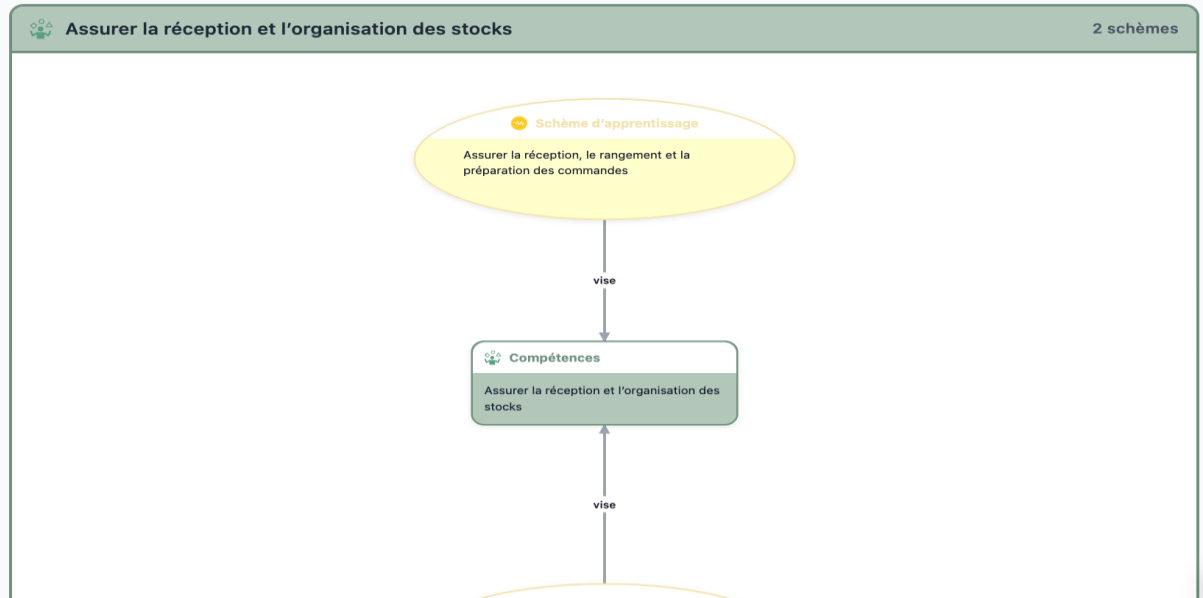 Assurer la réception et l'organisation des stocks
2 schèmes
Schème d'apprentissage
Assurer la réception, le rangement et la
préparation des commandes
vise
Compétences
Assurer la réception et l'organisation des
stocks
vise